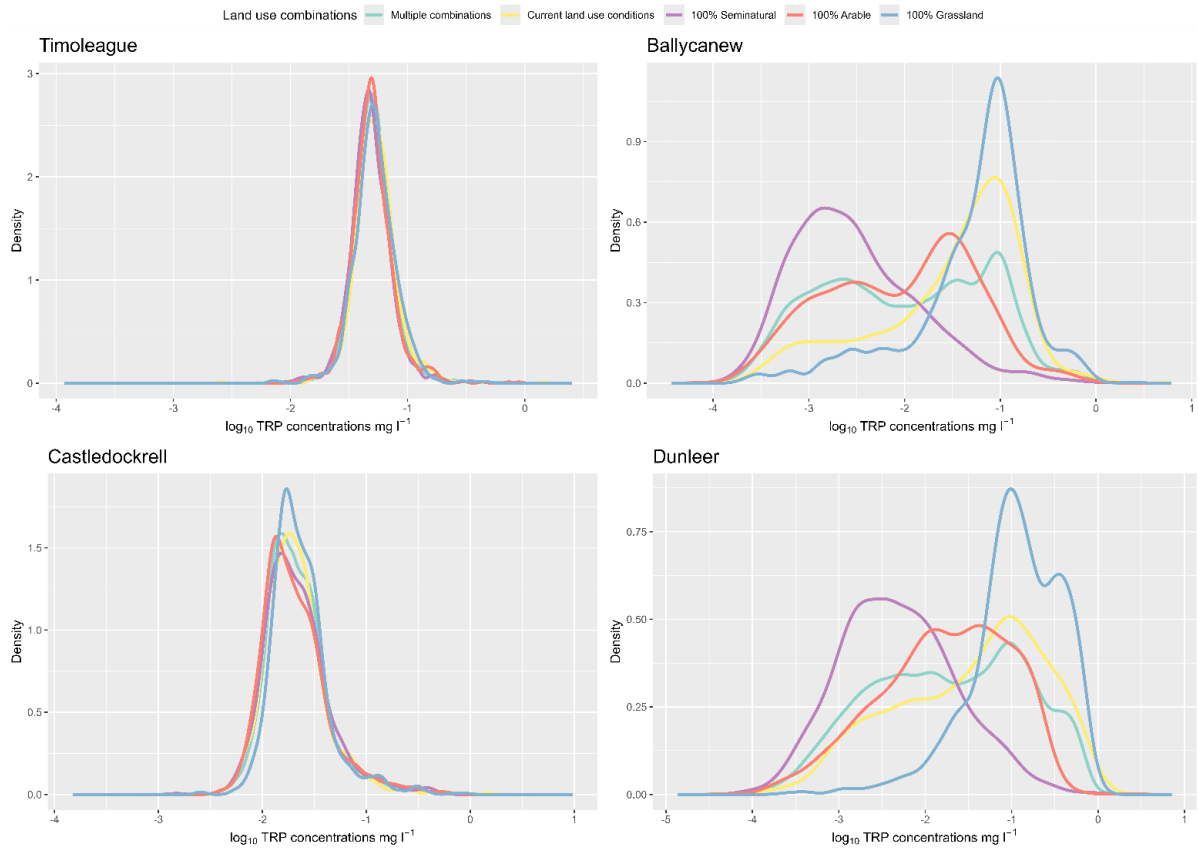 Land use combinations Multiple combinations Current land use conditions 100% Seminatural 100% Arable 100% Grassland
Timoleague
3
2
1
0
Density
-4 -3 -2 -1 0
log₁₀ TRP concentrations mg l⁻¹
Ballycanew
0.9
0.6
0.3
0.0
Density
-4 -3 -2 -1 0 1
log₁₀ TRP concentrations mg l⁻¹
Castledockrell
1.5
1.0
0.5
0.0
Density
-4 -3 -2 -1 0 1
log₁₀ TRP concentrations mg l⁻¹
Dunleer
0.75
0.50
0.25
0.00
Density
-5 -4 -3 -2 -1 0 1
log₁₀ TRP concentrations mg l⁻¹